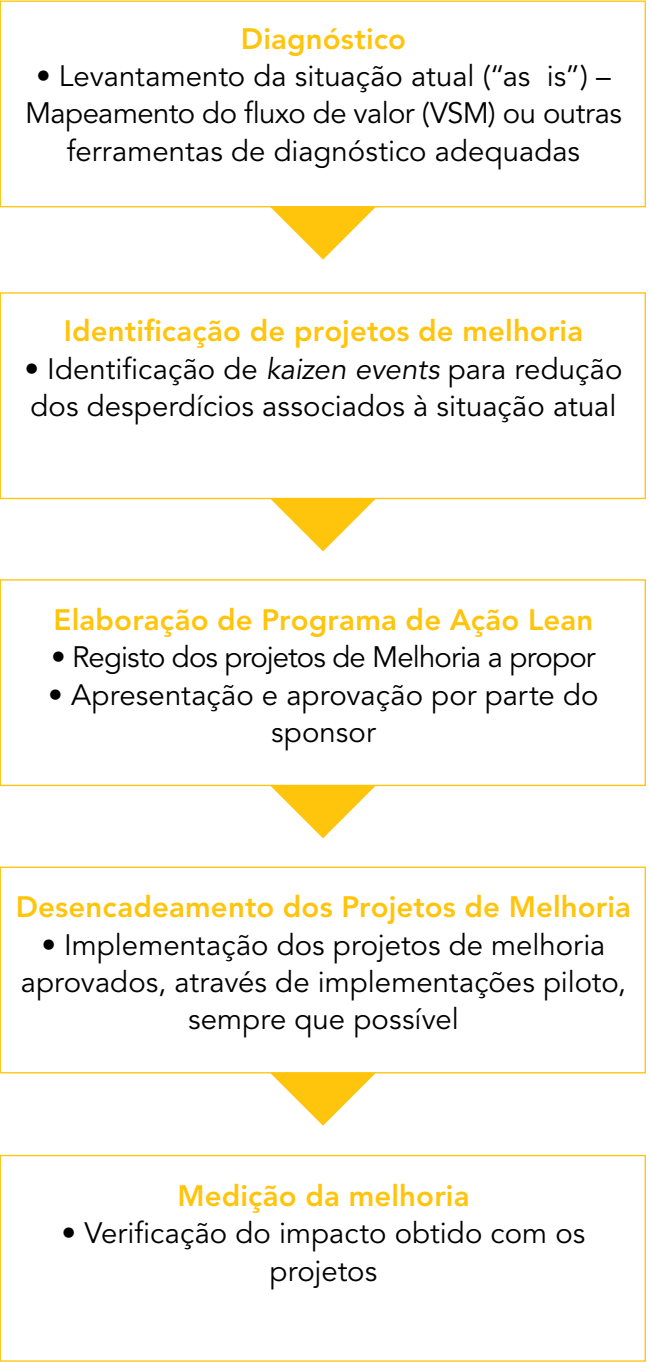 Diagnóstico
• Levantamento da situação atual (“as  is”) –
Mapeamento do fluxo de valor (VSM) ou outras
ferramentas de diagnóstico adequadas
Identificação de projetos de melhoria
• Identificação de kaizen events para redução
dos desperdícios associados à situação atual
Elaboração de Programa de Ação Lean
• Registo dos projetos de Melhoria a propor
• Apresentação e aprovação por parte do
sponsor
Desencadeamento dos Projetos de Melhoria
• Implementação dos projetos de melhoria
aprovados, através de implementações piloto,
sempre que possível
Medição da melhoria
• Verificação do impacto obtido com os
projetos